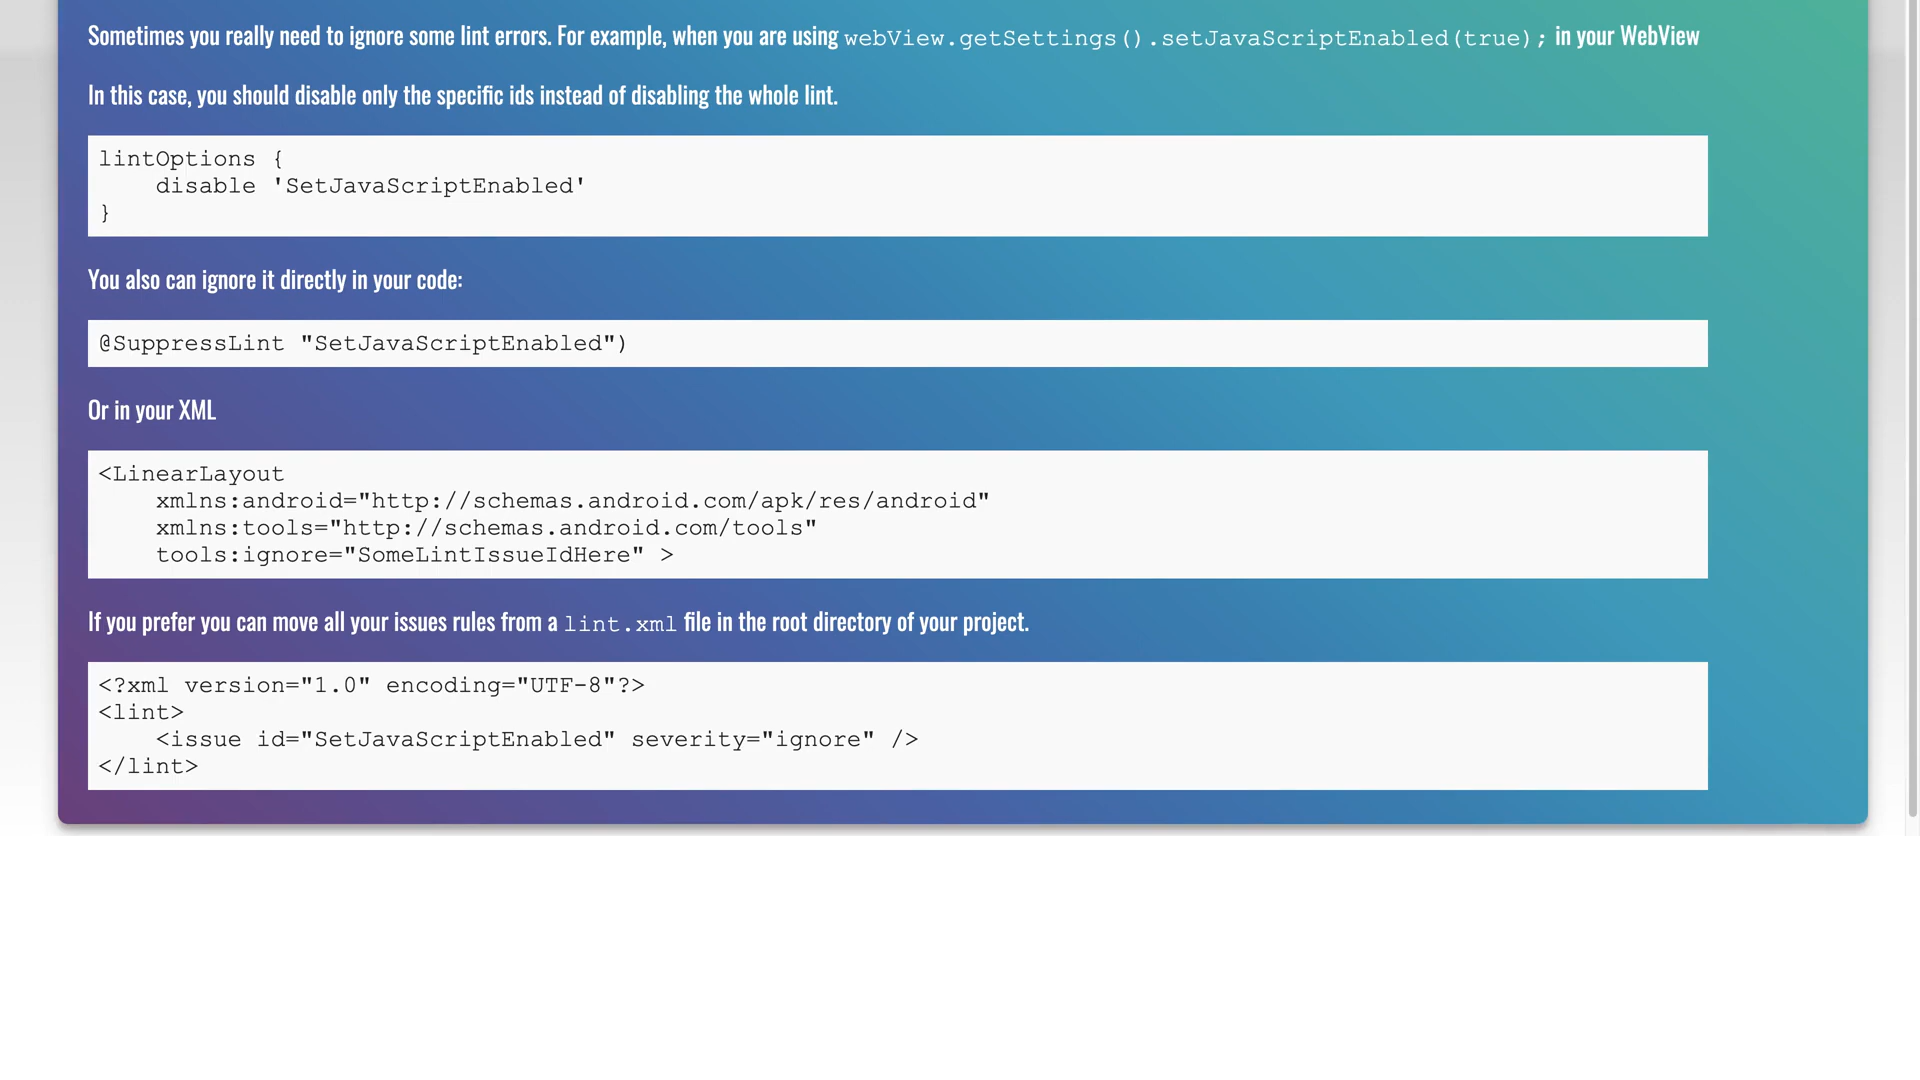 Sometimes you really need to ignore some lint errors. For example, when you are using webView.getSettings().setJavaScriptEnabled(true); in your WebView
In this case, you should disable only the specific ids instead of disabling the whole lint.
lintOptions {
    disable 'SetJavaScriptEnabled'
}
You also can ignore it directly in your code:
@SuppressLint "SetJavaScriptEnabled")
Or in your XML
<LinearLayout
    xmlns:android="http://schemas.android.com/apk/res/android"
    xmlns:tools="http://schemas.android.com/tools"
    tools:ignore="SomeLintIssueIdHere" >
If you prefer you can move all your issues rules from a lint.xml file in the root directory of your project.
<?xml version="1.0" encoding="UTF-8"?>
<lint>
    <issue id="SetJavaScriptEnabled" severity="ignore" />
</lint>